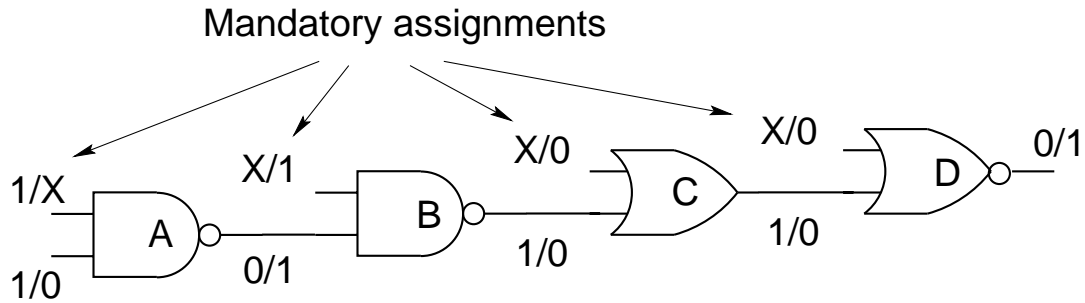 Mandatory assignments
1/X
1/0
A
0/1
X/1
B
1/0
X/0
C
1/0
X/0
D
0/1